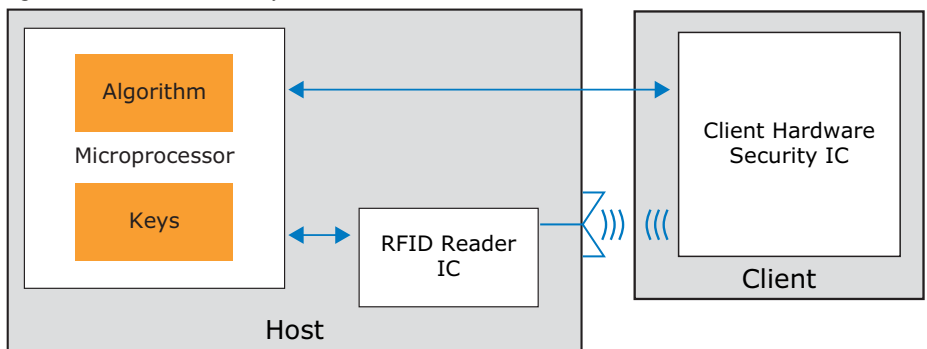 Algorithm
Microprocessor
Keys
RFID Reader
IC
Host
Client Hardware
Security IC
Client